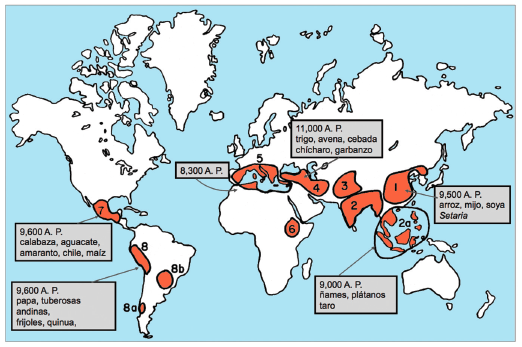 11,000 A. P.
trigo, avena, cebada
chícharo, garbanzo
8,300 A. P.
5
4
3
1
2
2a
6
7
8
8b
8a
9,500 A. P.
arroz, mijo, soya
Setaria
9,600 A. P.
calabaza, aguacate,
amaranto, chile, maíz
9,600 A. P.
papa, tuberosas
andinas,
frijoles, quinua,
9,000 A. P.
ñames, plátanos
taro